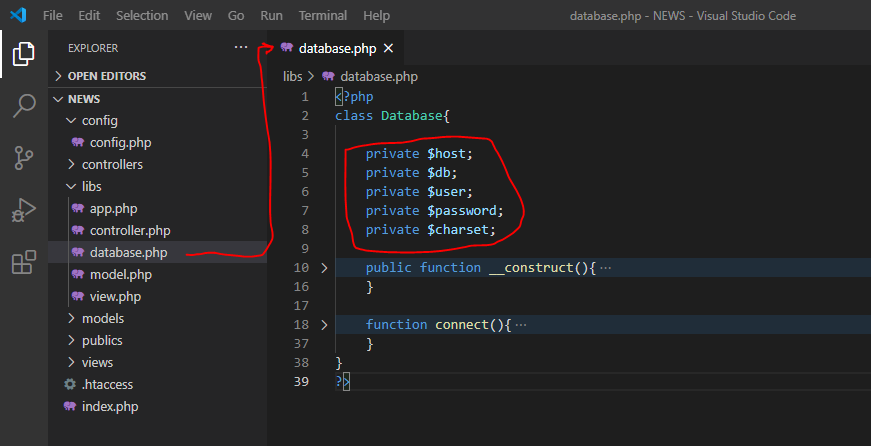 File Edit Selection View Go Run Terminal Help database.php - NEWS - Visual Studio Code
EXPLORER ···
OPEN EDITORS
NEWS
config
config.php
controllers
libs
app.php
controller.php
database.php
model.php
view.php
models
publics
views
.htaccess
index.php
database.php
libs > database.php
1 <?php
2 class Database{
3
4 private $host;
5 private $db;
6 private $user;
7 private $password;
8 private $charset;
9
10 public function __construct(){···
16 }
17
18 function connect(){···
37 }
38 }
39 ?>